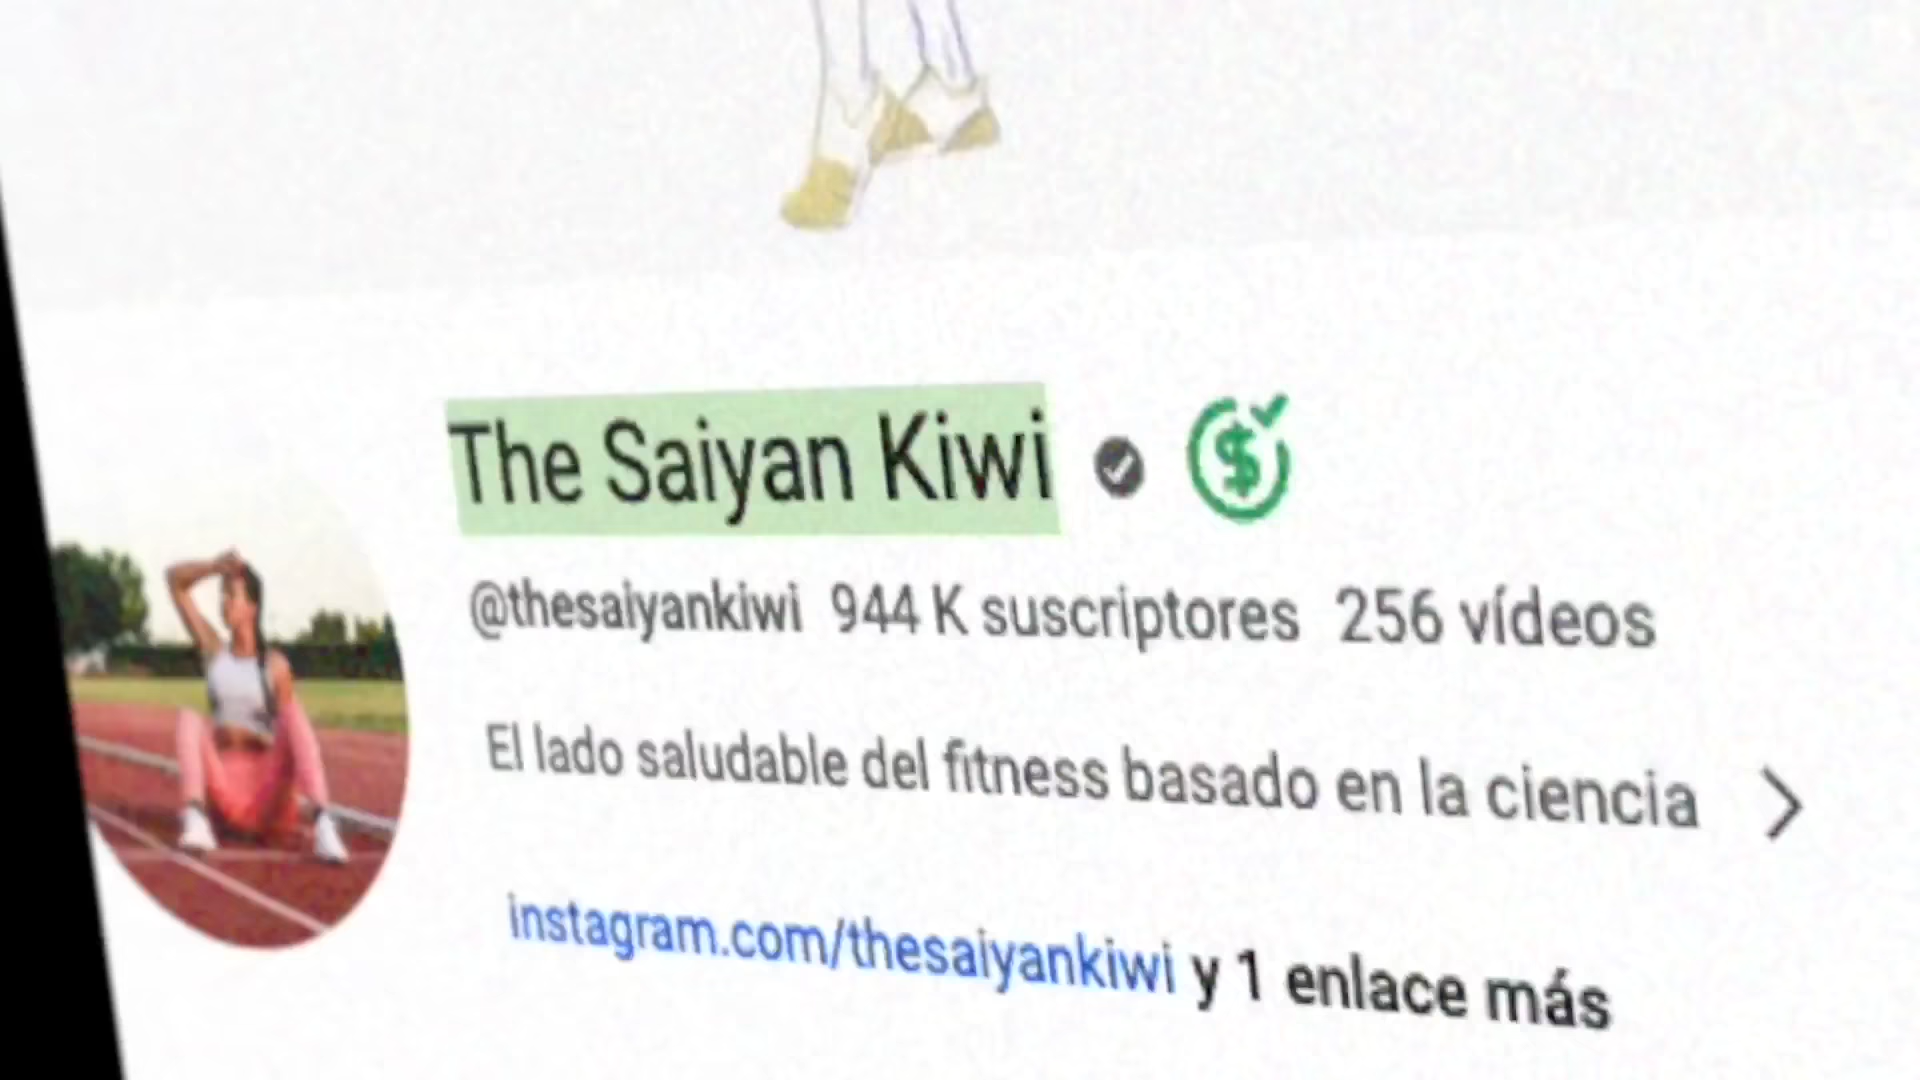 The Saiyan Kiwi
@thesaiyankiwi 944 K suscriptores 256 vídeos
El lado saludable del fitness basado en la ciencia
instagram.com/thesaiyankiwi y 1 enlace más